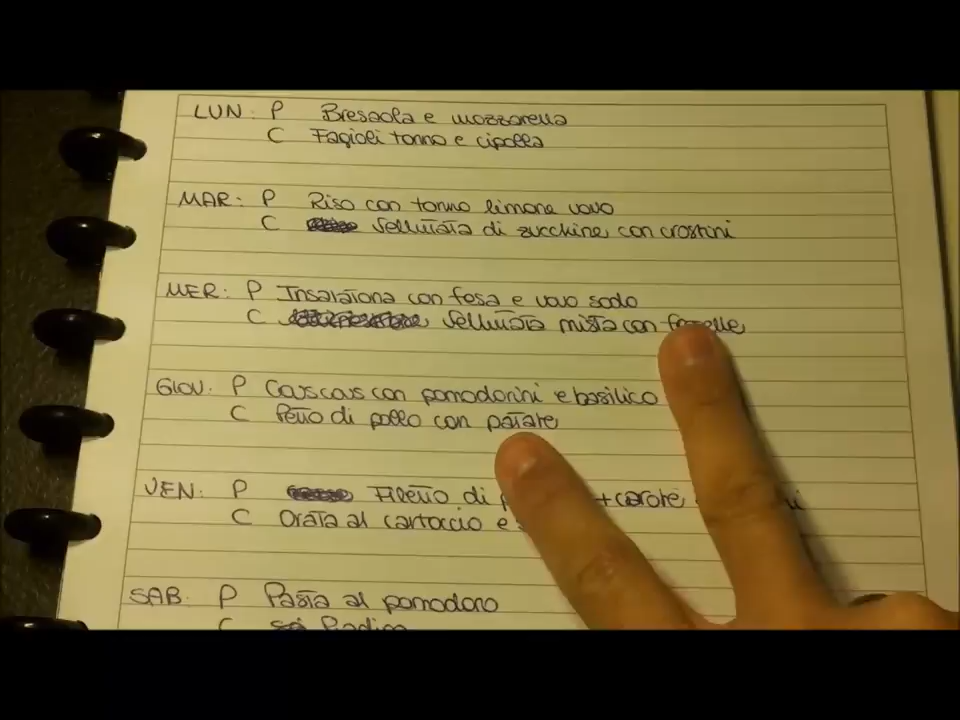 LUN: P Bresaola e mozzarella
C Fagioli tonno e cipolla
MAR: P Riso con tonno limone uovo
C Vellutata di zucchine con crostini
MER: P Insalatona con fesa e uovo sodo
C Vellutata mista con
GIOV: P Couscous con pomodorini e basilico
C Petto di pollo con patate
VEN: P Filetto di + carote
C Orata al cartoccio e
SAB: P Pasta al pomodoro
C